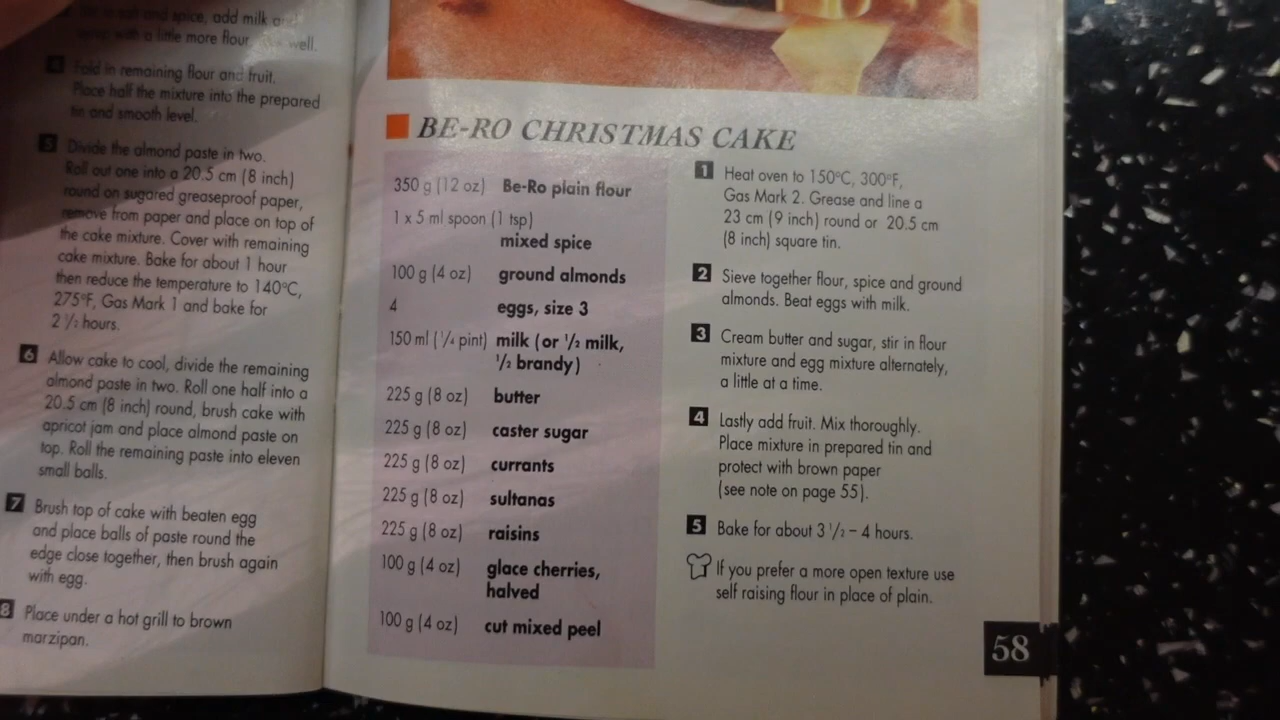 in salt and spice, add milk and
with a little more flour, well.
4 Fold in remaining flour and fruit.
Place half the mixture into the prepared
tin and smooth level.
5 Divide the almond paste in two.
Roll out one into a 20.5 cm (8 inch)
round on sugared greaseproof paper,
remove from paper and place on top of
the cake mixture. Cover with remaining
cake mixture. Bake for about 1 hour
then reduce the temperature to 140°C,
275°F, Gas Mark 1 and bake for
2 1/2 hours.
6 Allow cake to cool, divide the remaining
almond paste in two. Roll one half into a
20.5 cm (8 inch) round, brush cake with
apricot jam and place almond paste on
top. Roll the remaining paste into eleven
small balls.
7 Brush top of cake with beaten egg
and place balls of paste round the
edge close together, then brush again
with egg.
8 Place under a hot grill to brown
marzipan.
BE-RO CHRISTMAS CAKE
350 g (12 oz) Be-Ro plain flour
1 x 5 ml spoon (1 tsp)
mixed spice
100 g (4 oz) ground almonds
4 eggs, size 3
150 ml (1/4 pint) milk (or 1/2 milk,
1/2 brandy)
225 g (8 oz) butter
225 g (8 oz) caster sugar
225 g (8 oz) currants
225 g (8 oz) sultanas
225 g (8 oz) raisins
100 g (4 oz) glace cherries,
halved
100 g (4 oz) cut mixed peel
1 Heat oven to 150°C, 300°F,
Gas Mark 2. Grease and line a
23 cm (9 inch) round or 20.5 cm
(8 inch) square tin.
2 Sieve together flour, spice and ground
almonds. Beat eggs with milk.
3 Cream butter and sugar, stir in flour
mixture and egg mixture alternately,
a little at a time.
4 Lastly add fruit. Mix thoroughly.
Place mixture in prepared tin and
protect with brown paper
(see note on page 55).
5 Bake for about 3 1/2 – 4 hours.
If you prefer a more open texture use
self raising flour in place of plain.
58